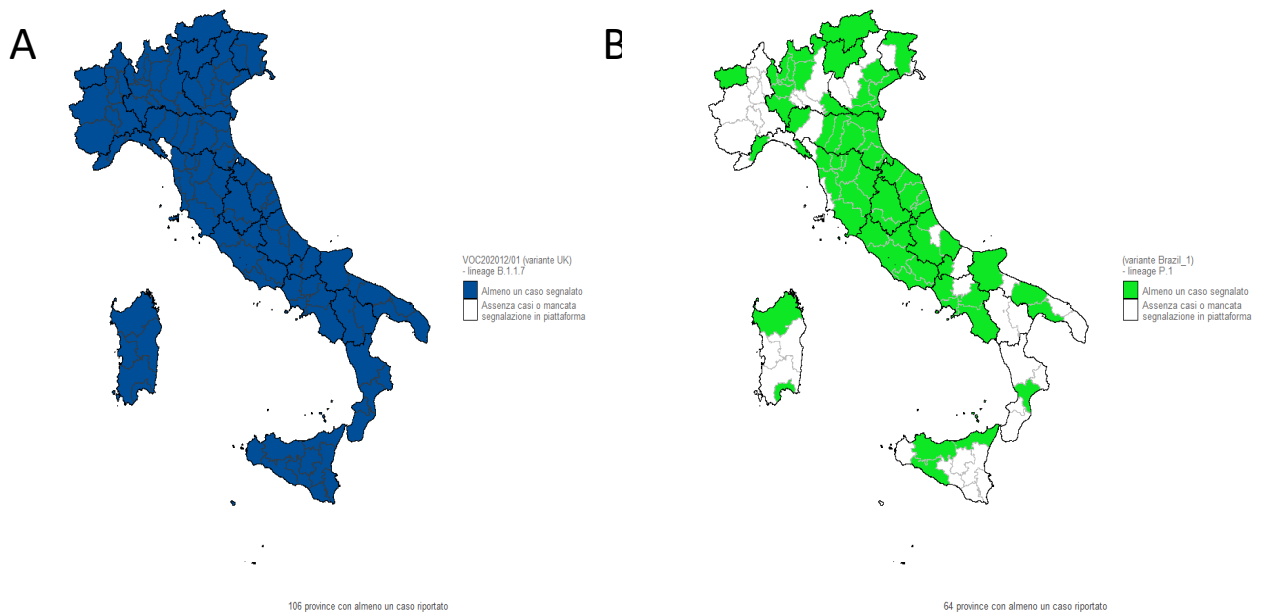 A
B
VOC202012/01 (variante UK)
- lineage B.1.1.7
Almeno un caso segnalato
Assenza casi o mancata
segnalazione in piattaforma
(variante Brazil_1)
- lineage P.1
Almeno un caso segnalato
Assenza casi o mancata
segnalazione in piattaforma
106 province con almeno un caso riportato
64 province con almeno un caso riportato